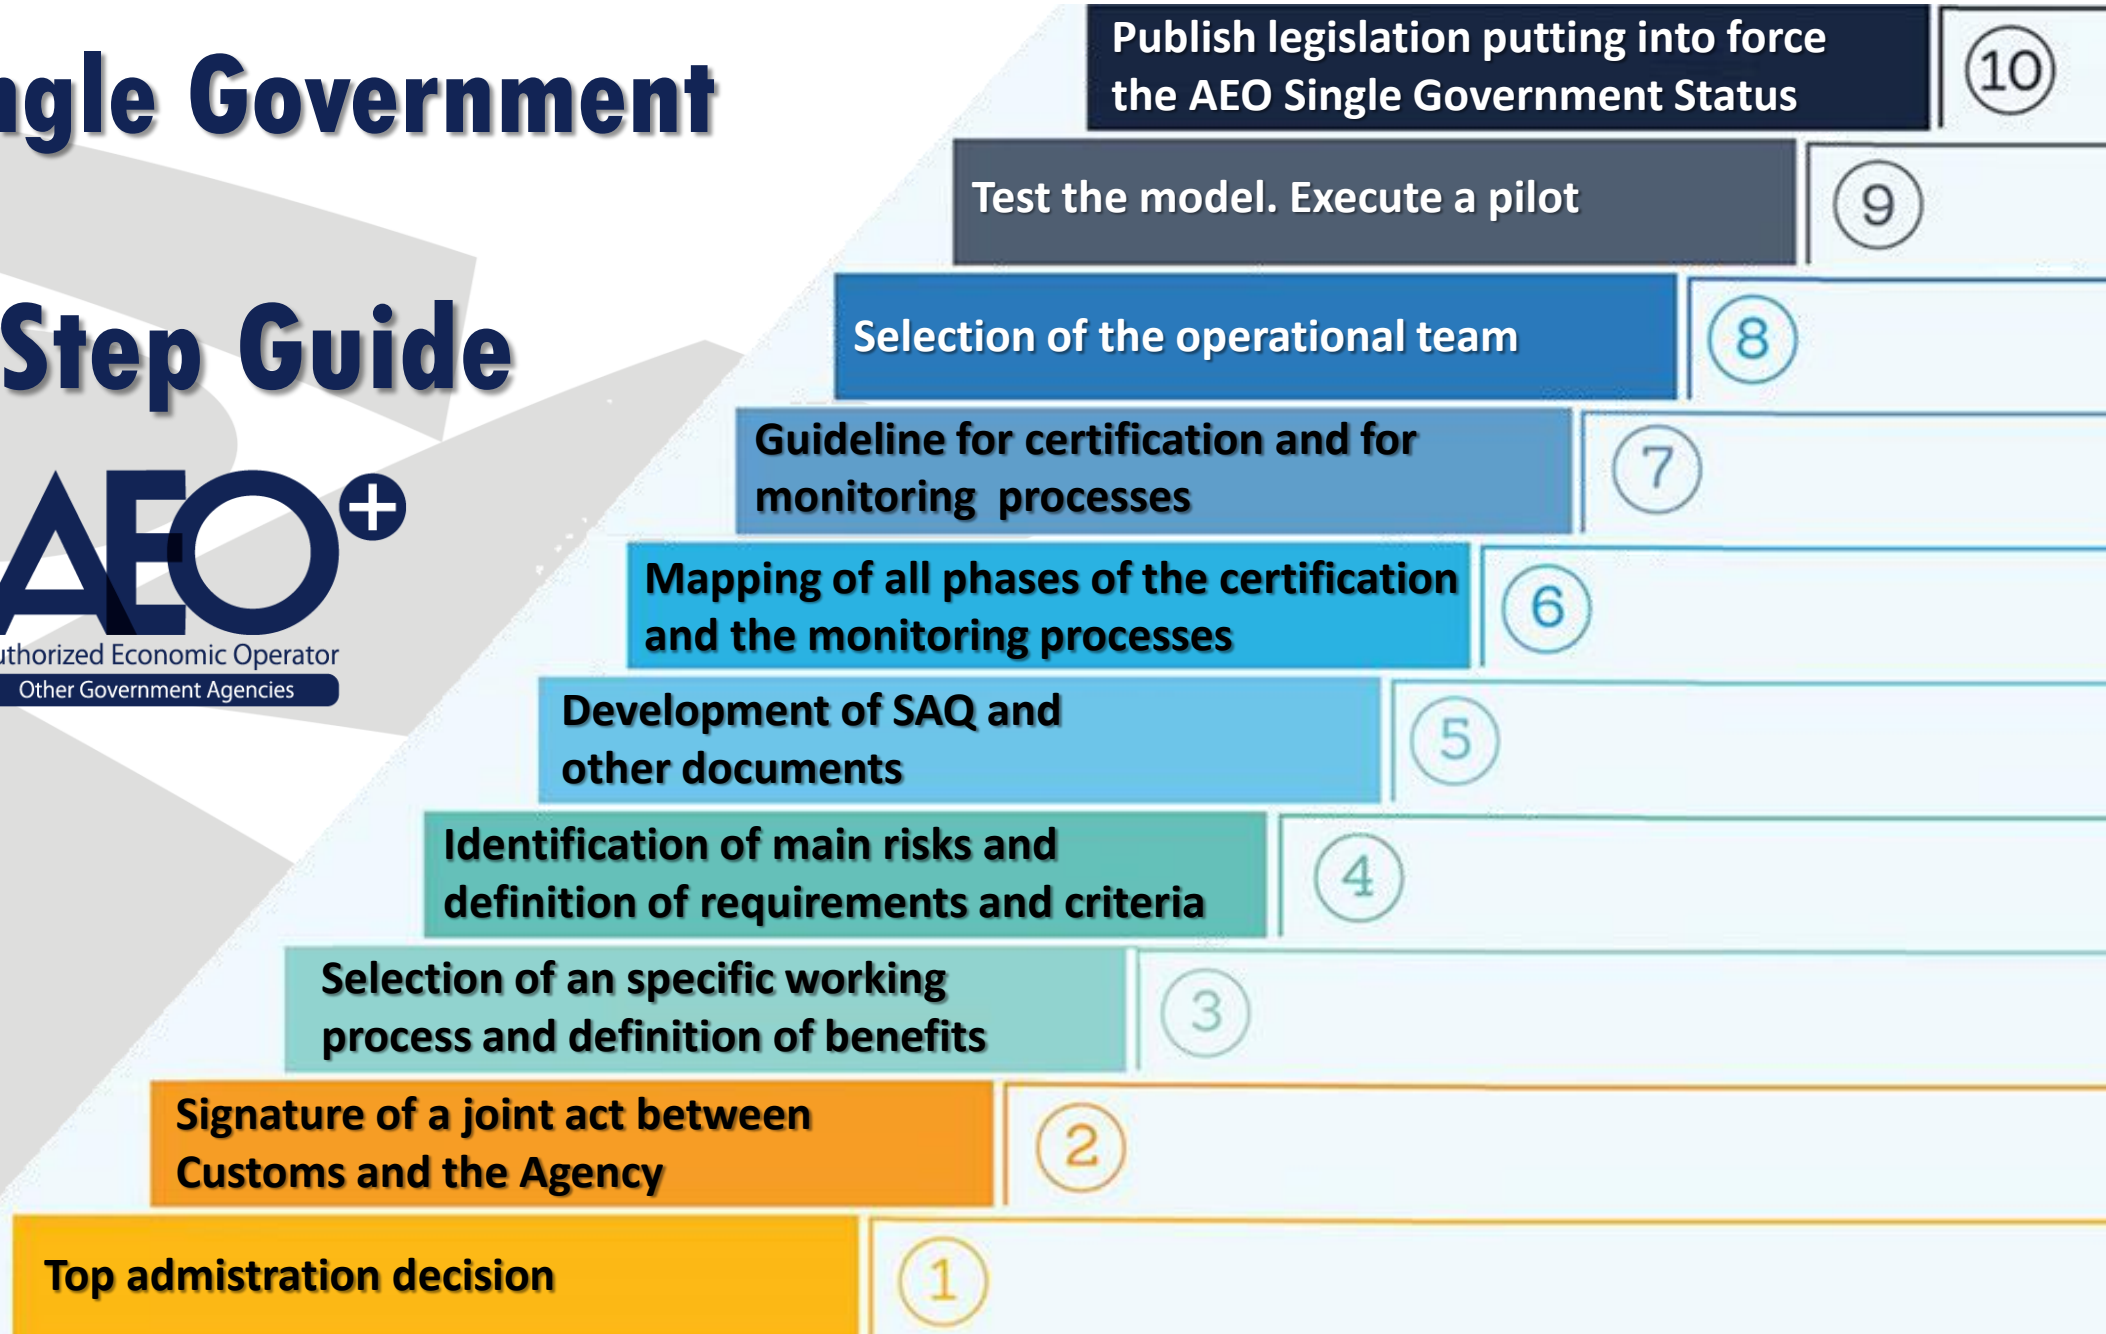 ngle Government
Step Guide
AEO+
uthorized Economic Operator
Other Government Agencies
Publish legislation putting into force
the AEO Single Government Status
10
Test the model. Execute a pilot
9
Selection of the operational team
8
Guideline for certification and for
monitoring processes
7
Mapping of all phases of the certification
and the monitoring processes
6
Development of SAQ and
other documents
5
Identification of main risks and
definition of requirements and criteria
4
Selection of an specific working
process and definition of benefits
3
Signature of a joint act between
Customs and the Agency
2
Top admistration decision
1